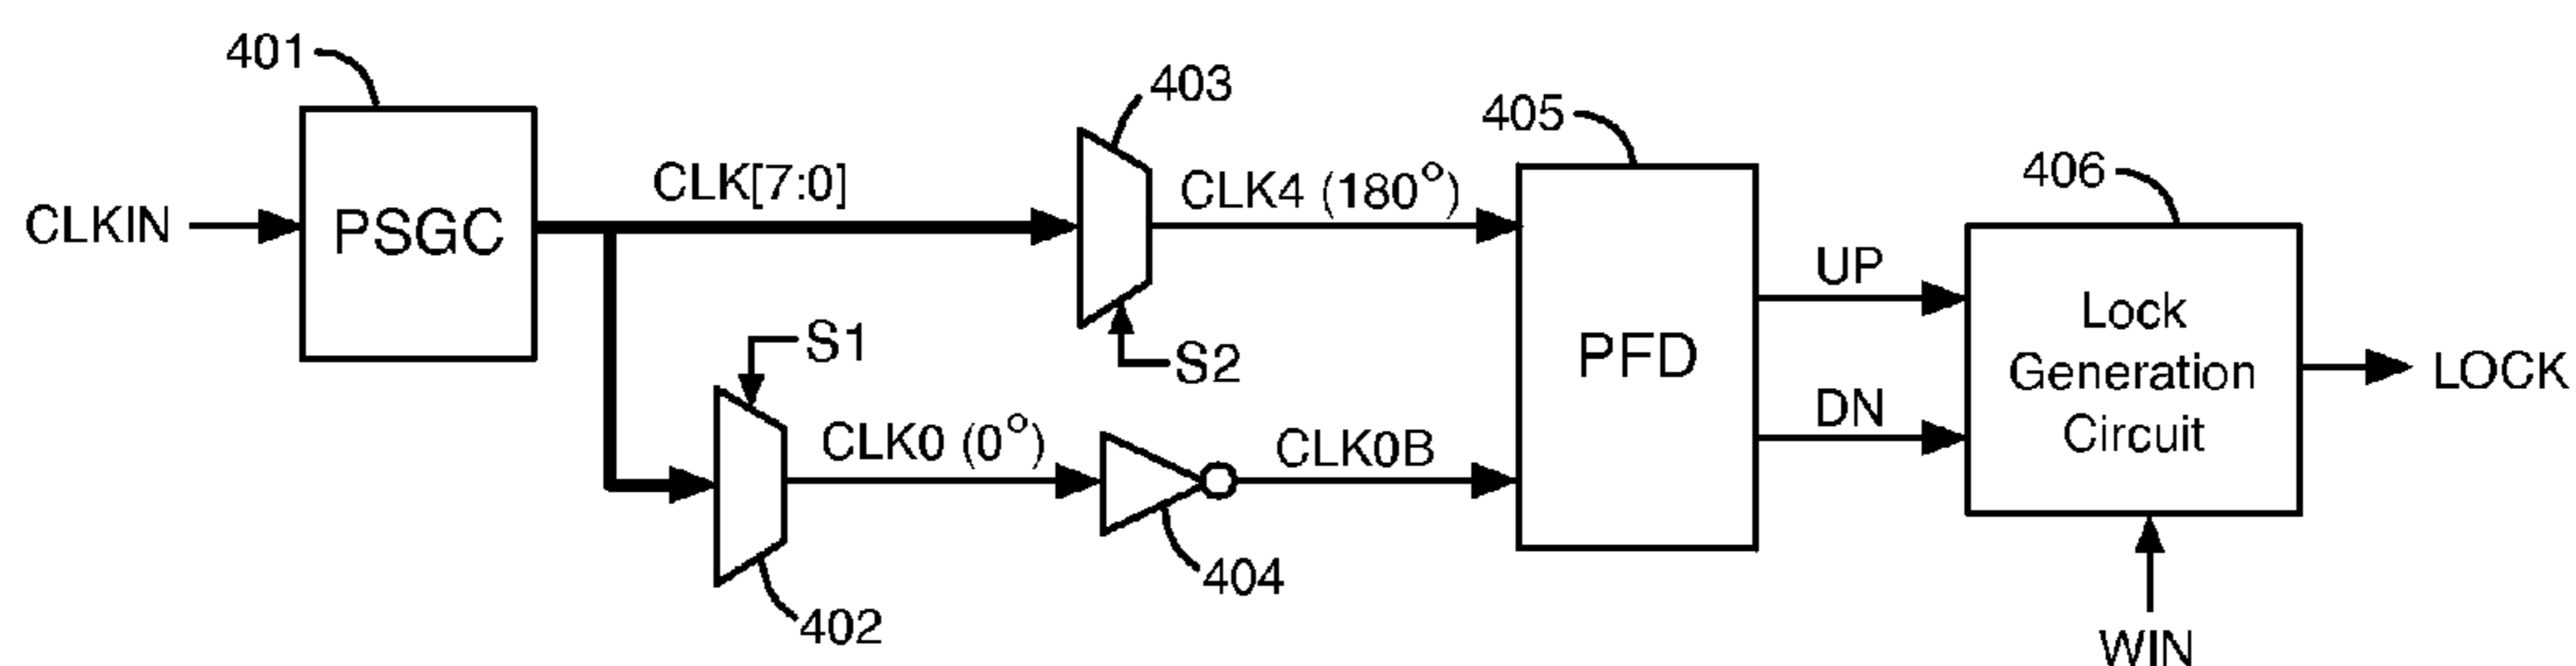 401
403
405
406
CLKIN
PSGC
CLK[7:0]
CLK4 (180°)
S1
S2
CLK0 (0°)
CLK0B
404
402
PFD
UP
DN
Lock
Generation
Circuit
LOCK
WIN